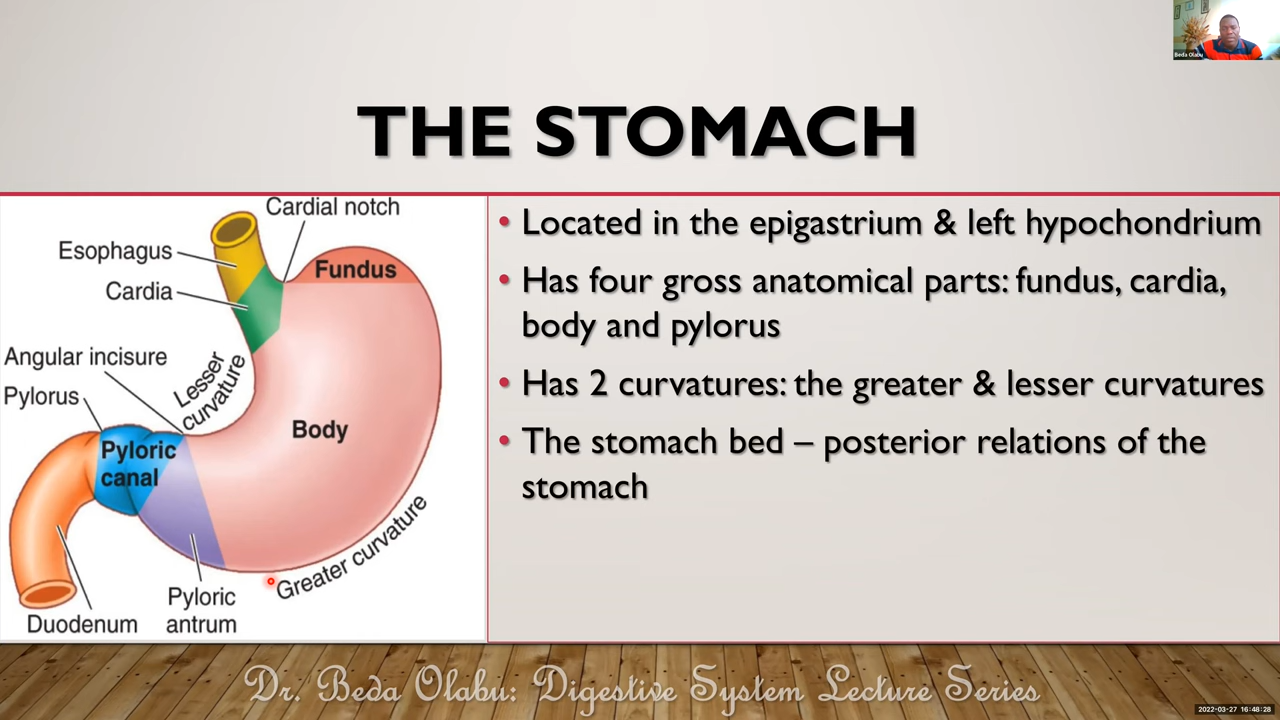 Beda Olabu
THE STOMACH
Cardial notch
Esophagus
Fundus
Cardia
Angular incisure
Lesser
curvature
Pylorus
Body
Pyloric
canal
Greater curvature
Pyloric
antrum
Duodenum
• Located in the epigastrium & left hypochondrium
• Has four gross anatomical parts: fundus, cardia,
body and pylorus
• Has 2 curvatures: the greater & lesser curvatures
• The stomach bed – posterior relations of the
stomach
Dr. Beda Olabu: Digestive System Lecture Series
2022-03-27 16:48:28